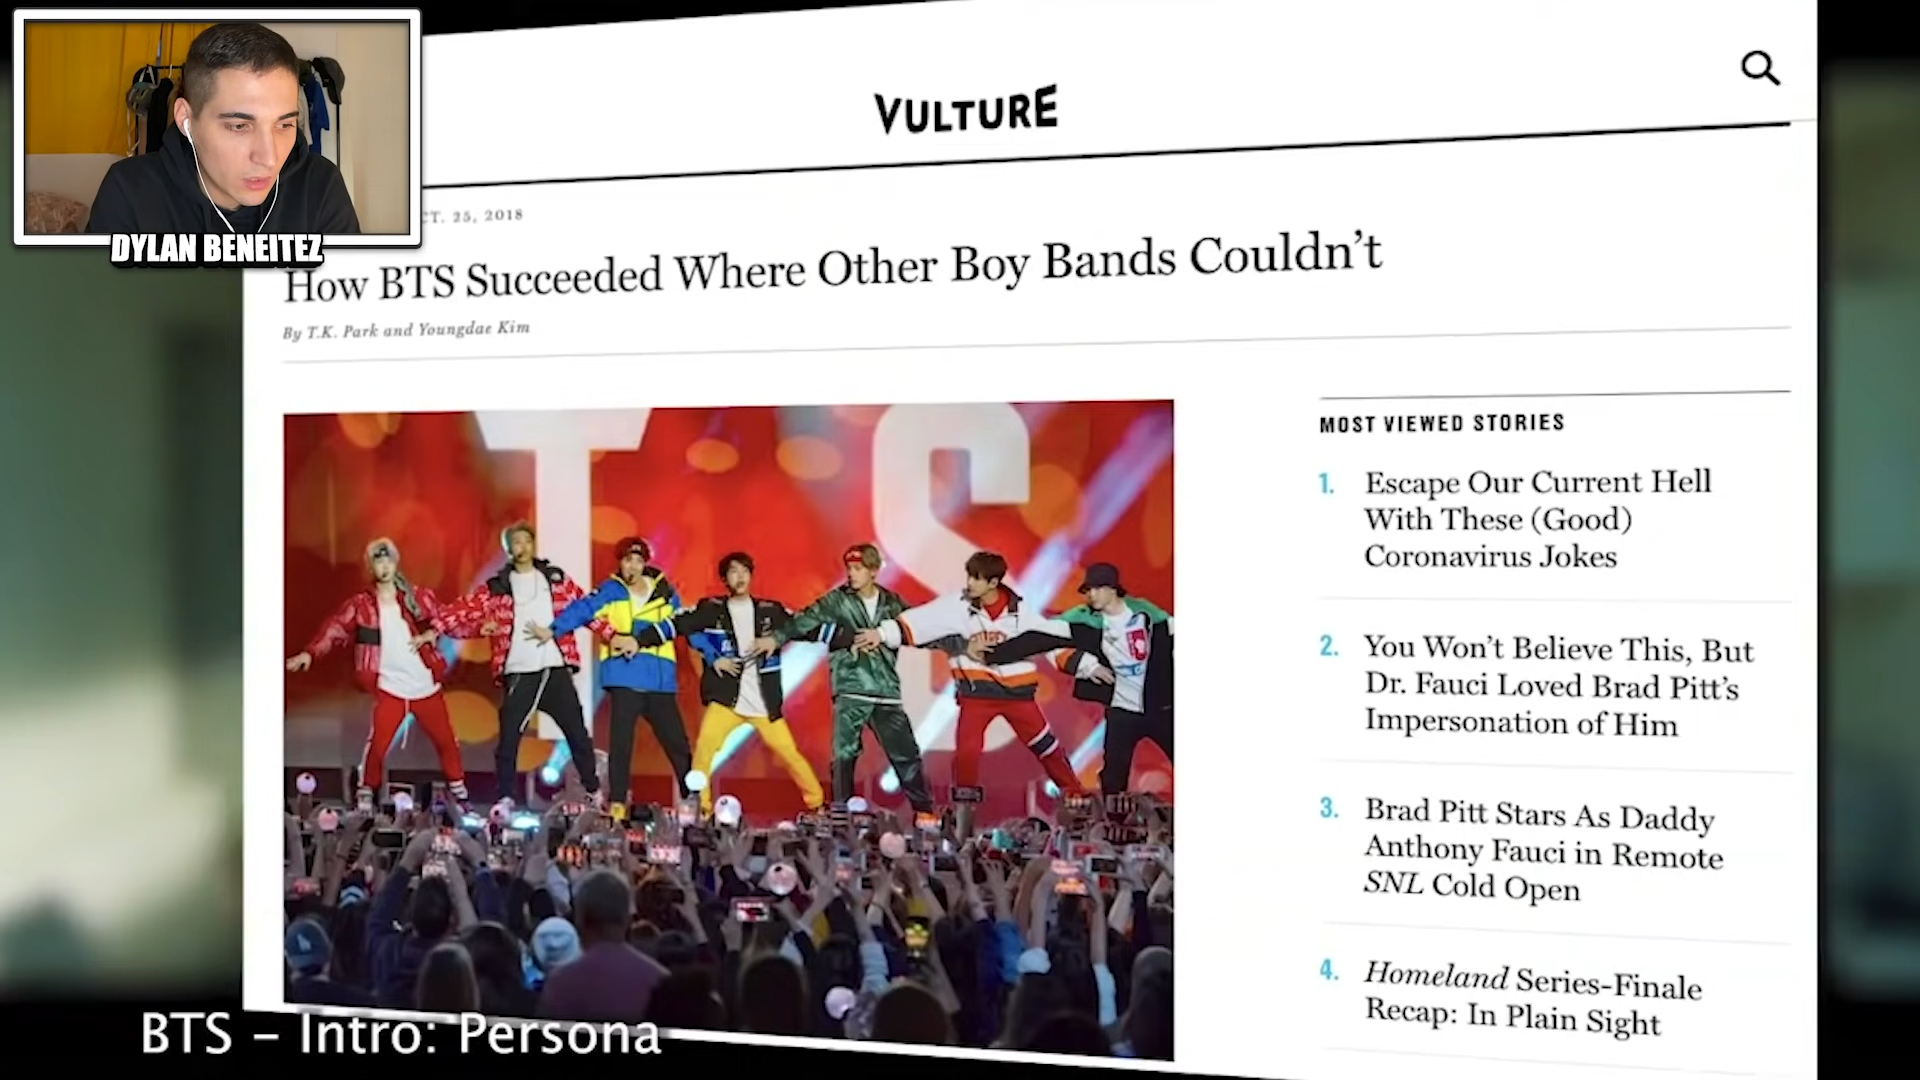 VULTURE
CT. 25, 2018
DYLAN BENEITEZ
How BTS Succeeded Where Other Boy Bands Couldn't
By T.K. Park and Youngdae Kim
T S
MOST VIEWED STORIES
1. Escape Our Current Hell
With These (Good)
Coronavirus Jokes
2. You Won't Believe This, But
Dr. Fauci Loved Brad Pitt's
Impersonation of Him
3. Brad Pitt Stars As Daddy
Anthony Fauci in Remote
SNL Cold Open
4. Homeland Series-Finale
Recap: In Plain Sight
BTS – Intro: Persona